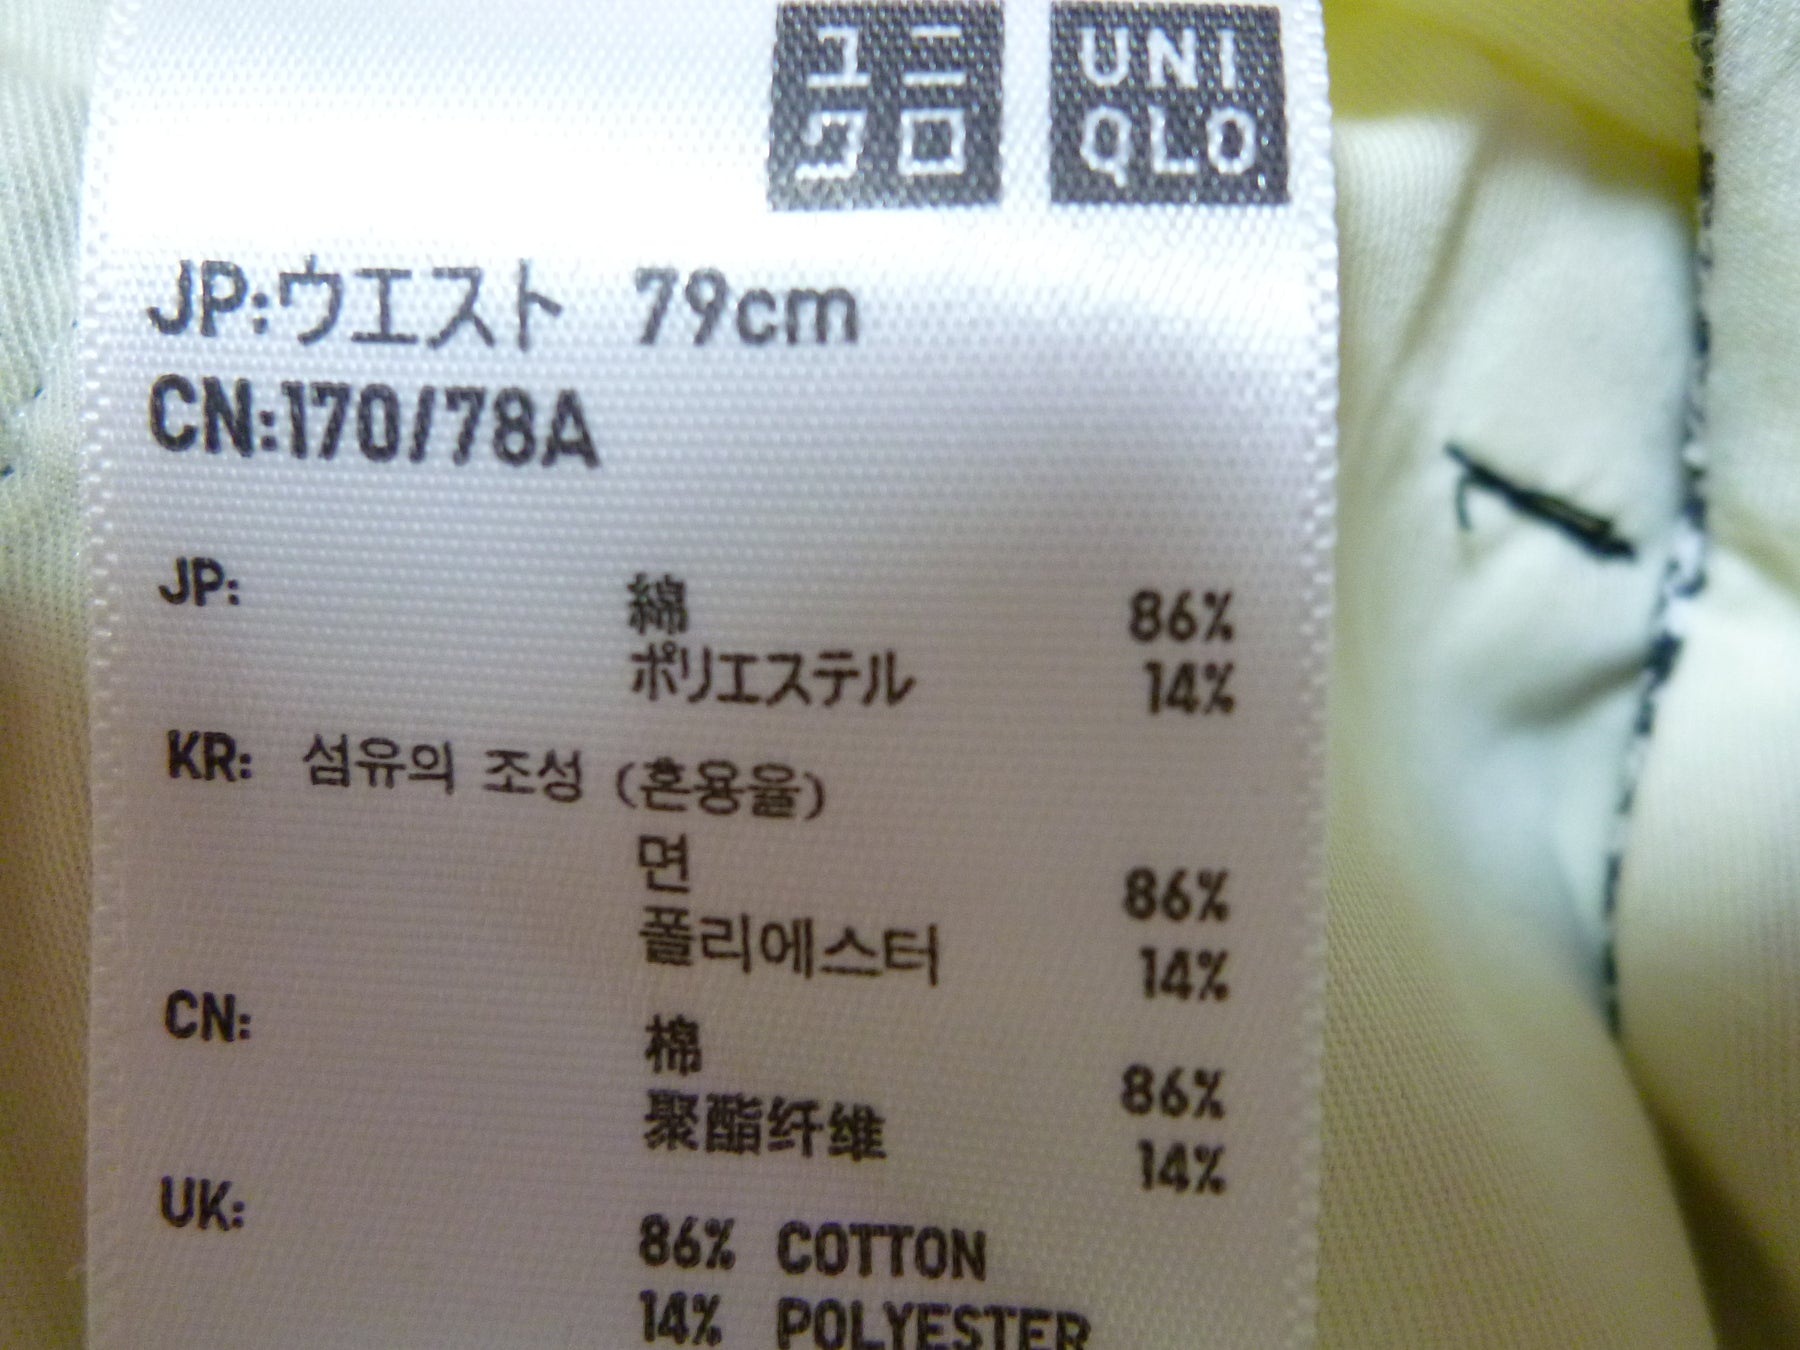 ユニ
クロ
UNI
QLO
JP:ウエスト 79cm
CN:170/78A
JP:
綿 86%
ポリエステル 14%
KR: 섬유의 조성 (혼용율)
면 86%
폴리에스터 14%
CN:
棉 86%
聚酯纤维 14%
UK:
86% COTTON
14% POLYESTER